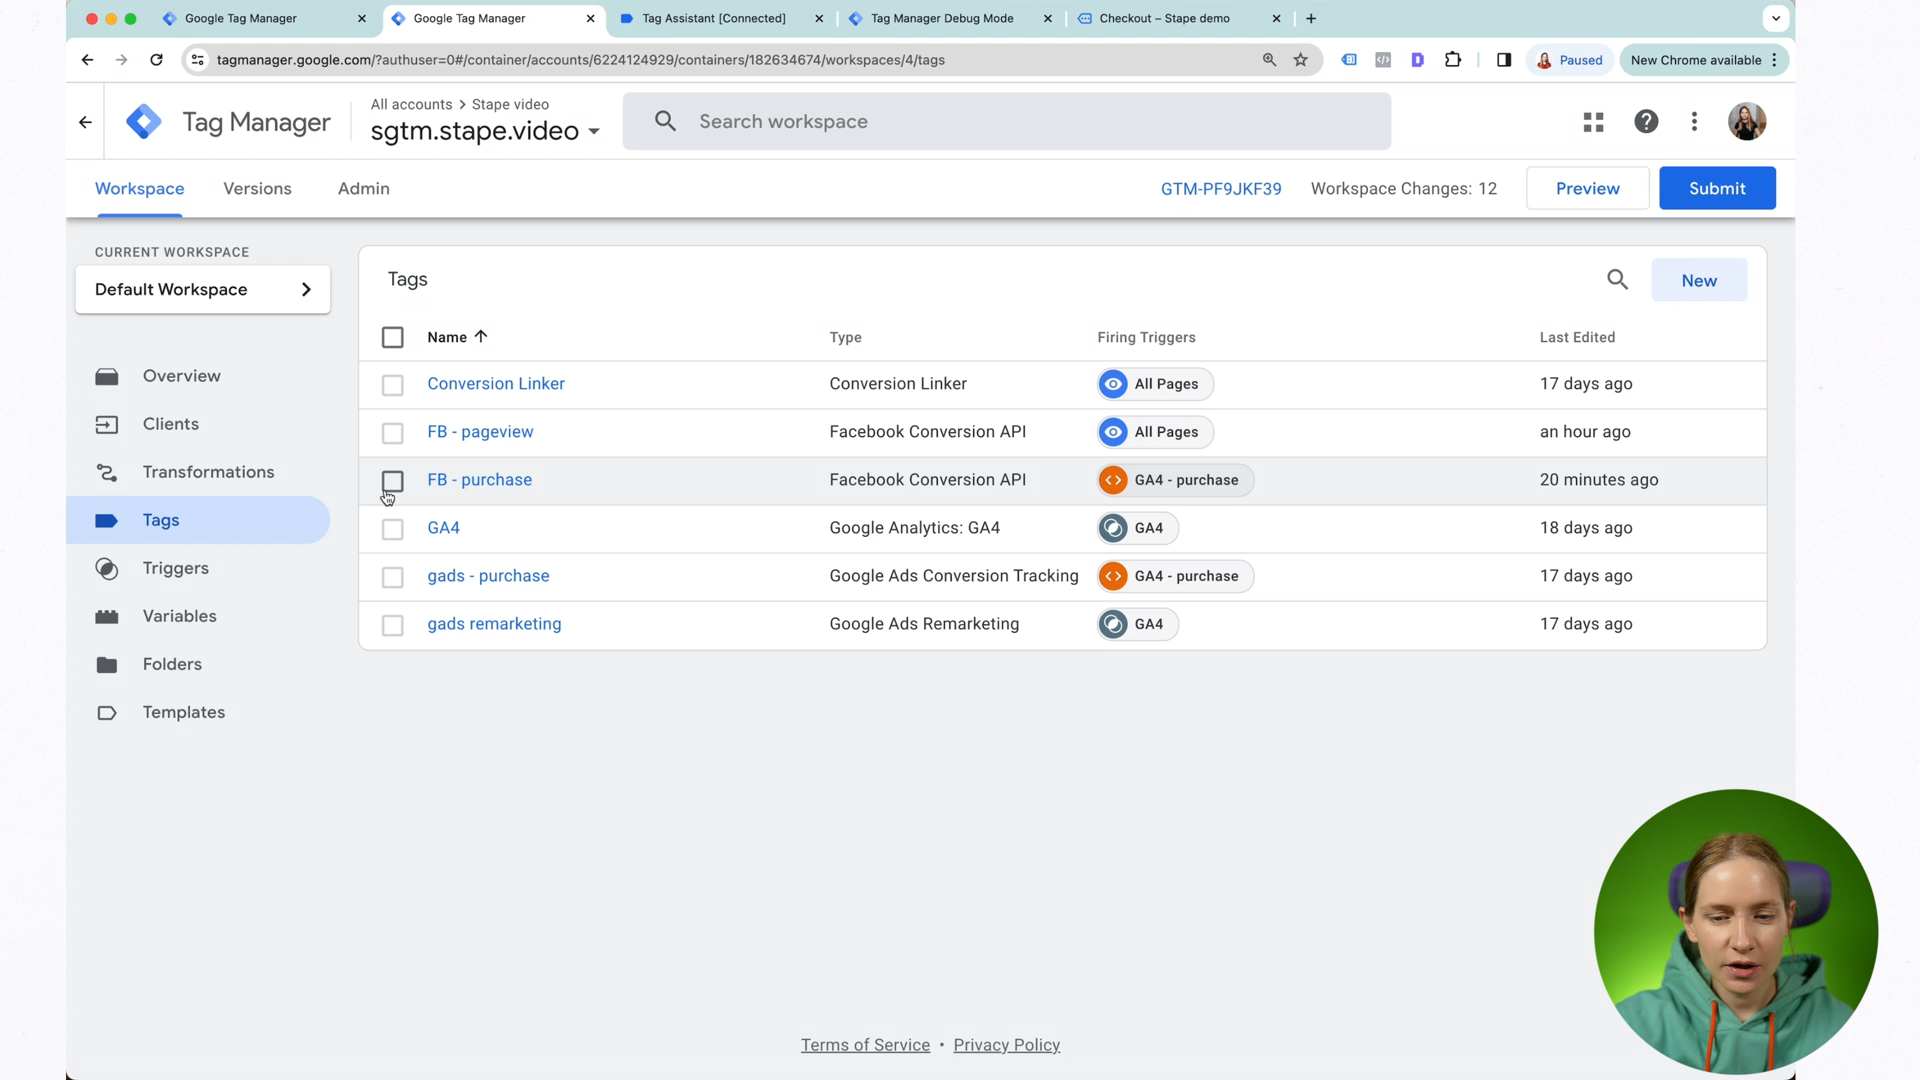 Google Tag Manager
Google Tag Manager
Tag Assistant [Connected]
Tag Manager Debug Mode
Checkout – Stape demo
tagmanager.google.com/?authuser=0#/container/accounts/6224124929/containers/182634674/workspaces/4/tags
Paused
New Chrome available
Tag Manager
All accounts > Stape video
sgtm.stape.video
Search workspace
Workspace
Versions
Admin
GTM-PF9JKF39
Workspace Changes: 12
Preview
Submit
CURRENT WORKSPACE
Default Workspace
Overview
Clients
Transformations
Tags
Triggers
Variables
Folders
Templates
Tags
New
Name Type Firing Triggers Last Edited
Conversion Linker Conversion Linker All Pages 17 days ago
FB - pageview Facebook Conversion API All Pages an hour ago
FB - purchase Facebook Conversion API GA4 - purchase 20 minutes ago
GA4 Google Analytics: GA4 GA4 18 days ago
gads - purchase Google Ads Conversion Tracking GA4 - purchase 17 days ago
gads remarketing Google Ads Remarketing GA4 17 days ago
Terms of Service • Privacy Policy